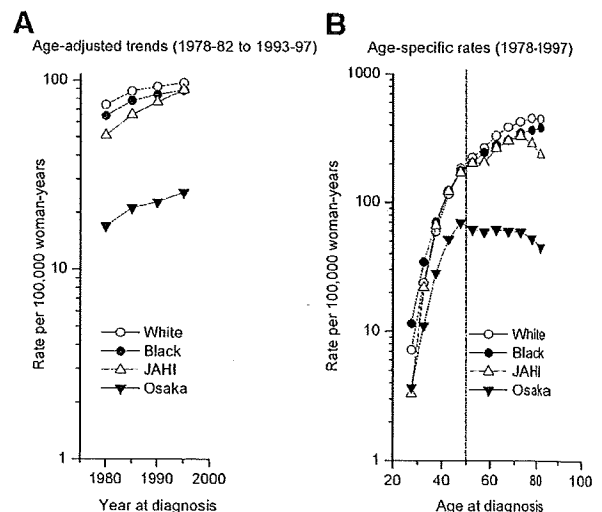 A
Age-adjusted trends (1978-82 to 1993-97)
Rate per 100,000 woman-years
100
10
1
White
Black
JAHI
Osaka
1980 1990 2000
Year at diagnosis
B
Age-specific rates (1978-1997)
Rate per 100,000 woman-years
1000
100
10
1
White
Black
JAHI
Osaka
20 40 60 80 100
Age at diagnosis